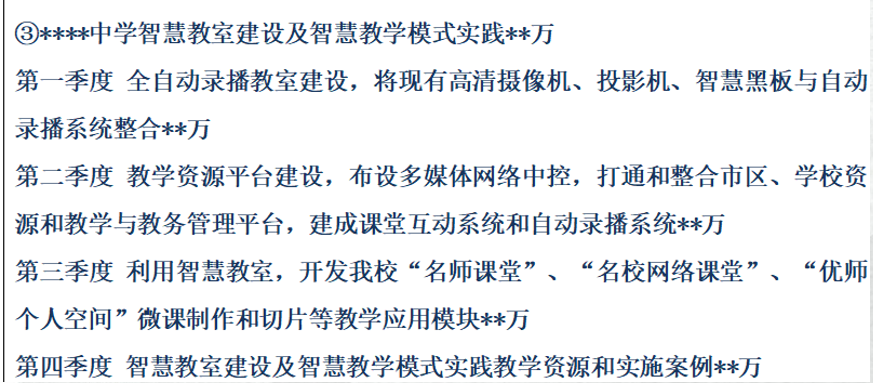 ③****中学智慧教室建设及智慧教学模式实践**万
第一季度 全自动录播教室建设，将现有高清摄像机、投影机、智慧黑板与自动
录播系统整合**万
第二季度 教学资源平台建设，布设多媒体网络中控，打通和整合市区、学校资
源和教学与教务管理平台，建成课堂互动系统和自动录播系统**万
第三季度 利用智慧教室，开发我校“名师课堂”、“名校网络课堂”、“优师
个人空间”微课制作和切片等教学应用模块**万
第四季度 智慧教室建设及智慧教学模式实践教学资源和实施案例**万